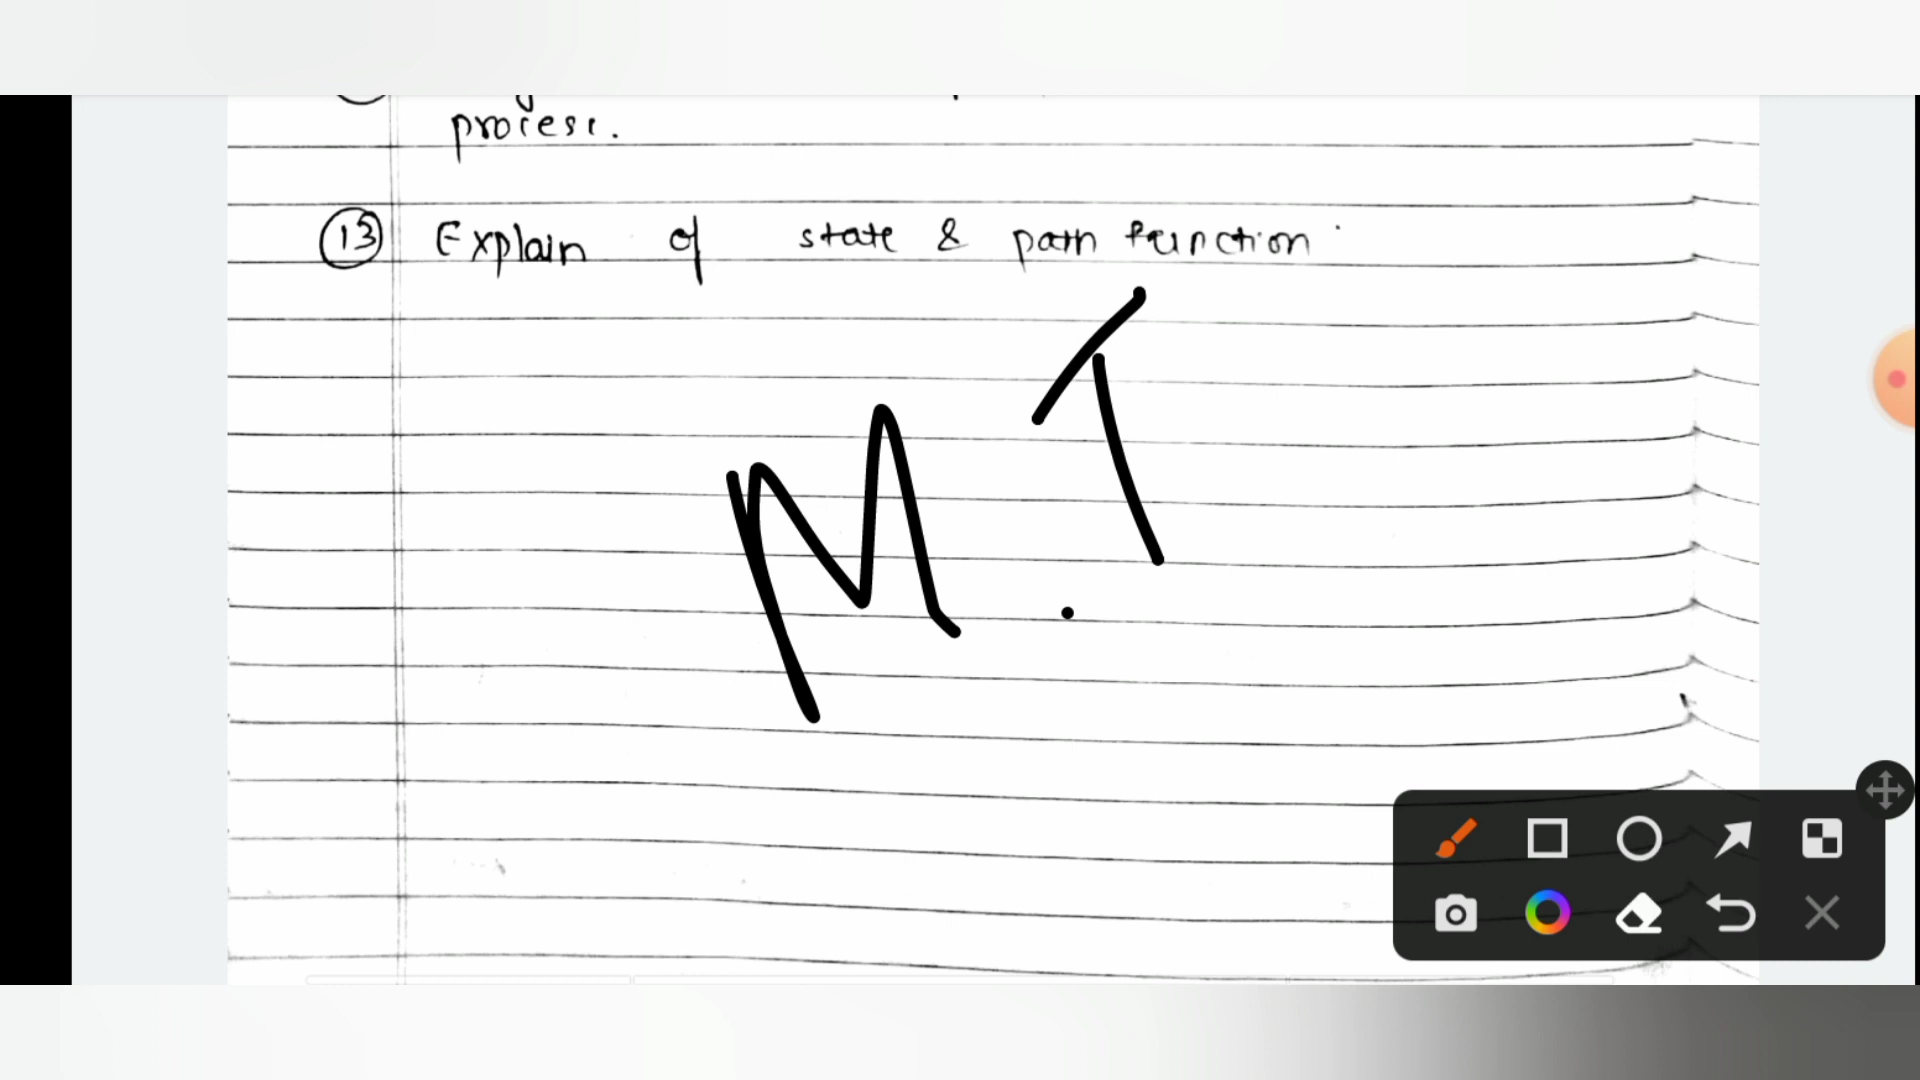 process.
13 Explain of state & path function.
M.T